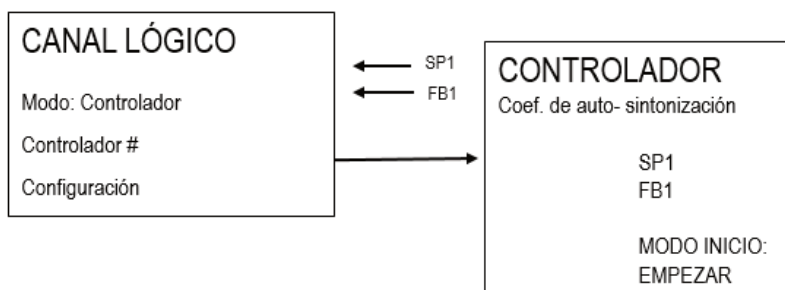 CANAL LÓGICO
Modo: Controlador
Controlador #
Configuración
SP1
FB1
CONTROLADOR
Coef. de auto- sintonización
SP1
FB1
MODO INICIO:
EMPEZAR